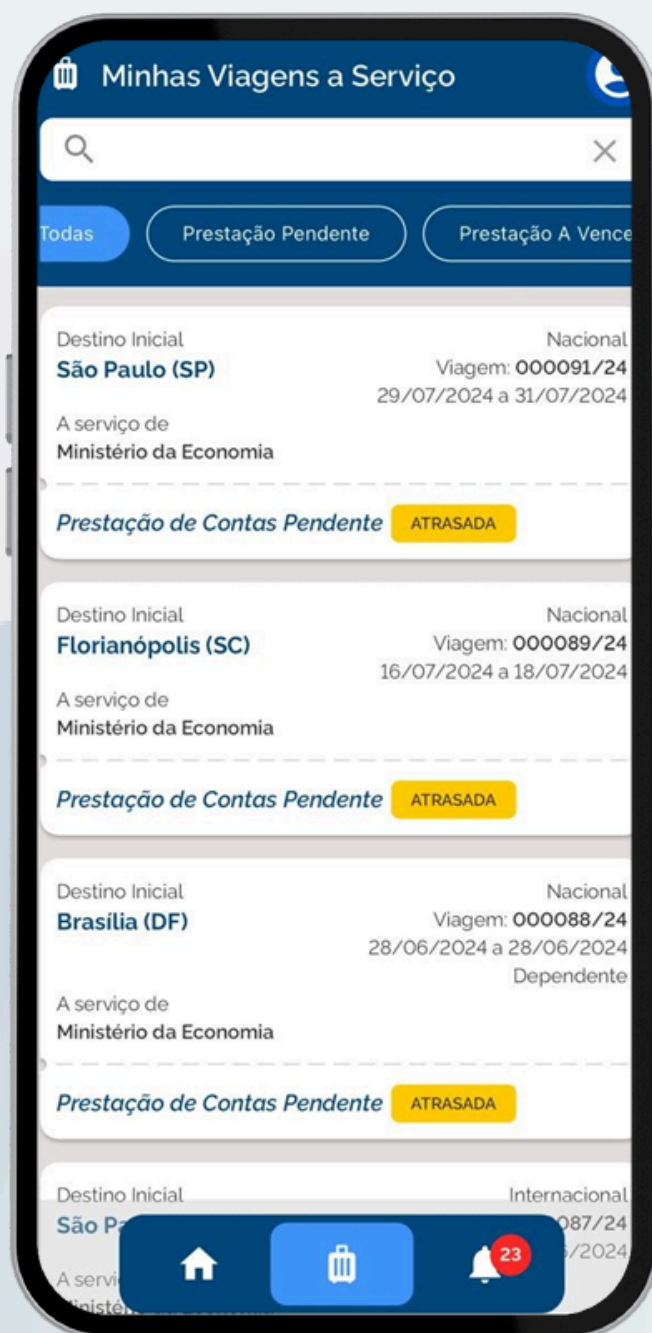 Minhas Viagens a Serviço
Todas
Prestação Pendente
Prestação A Vence
Destino Inicial
Nacional
São Paulo (SP)
Viagem: 000091/24
29/07/2024 a 31/07/2024
A serviço de
Ministério da Economia
Prestação de Contas Pendente ATRASADA
Destino Inicial
Nacional
Florianópolis (SC)
Viagem: 000089/24
16/07/2024 a 18/07/2024
A serviço de
Ministério da Economia
Prestação de Contas Pendente ATRASADA
Destino Inicial
Nacional
Brasília (DF)
Viagem: 000088/24
28/06/2024 a 28/06/2024
Dependente
A serviço de
Ministério da Economia
Prestação de Contas Pendente ATRASADA
Destino Inicial
Internacional
São
087/24
/2024
A
23